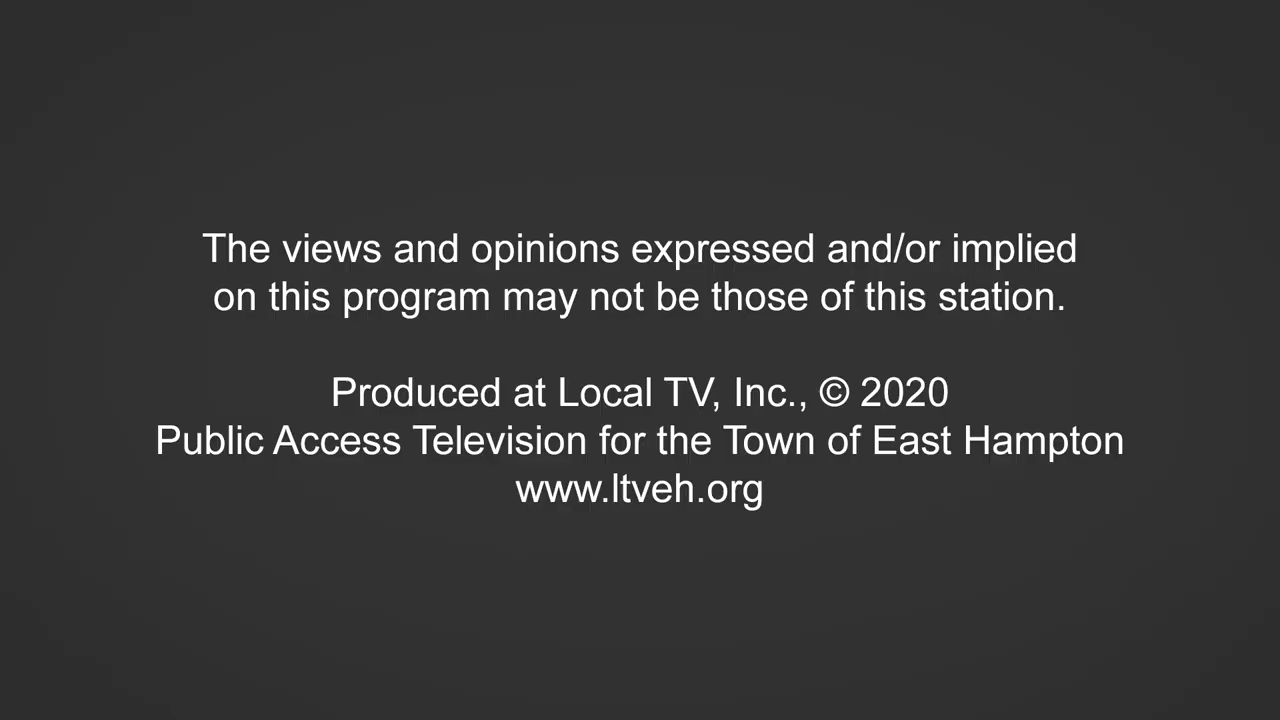 The views and opinions expressed and/or implied
on this program may not be those of this station.
Produced at Local TV, Inc., © 2020
Public Access Television for the Town of East Hampton
www.ltveh.org